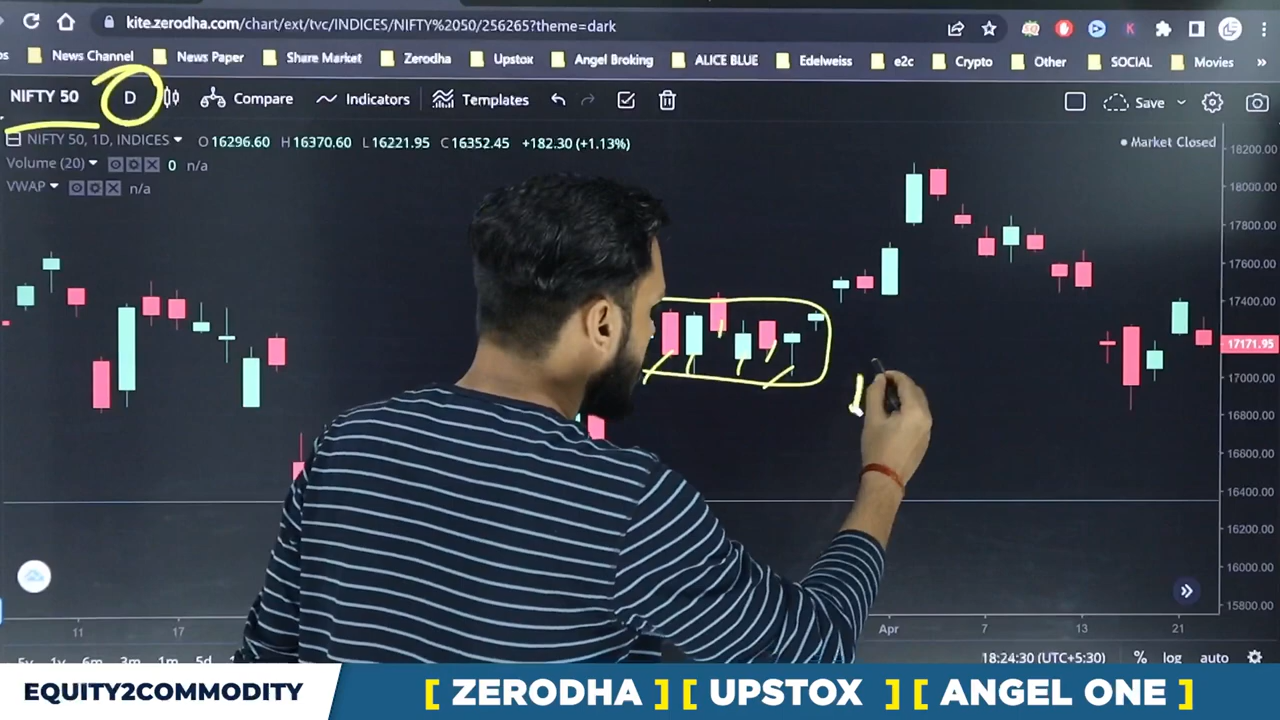 kite.zerodha.com/chart/ext/tvc/INDICES/NIFTY%2050/256265?theme=dark
News Channel News Paper Share Market Zerodha Upstox Angel Broking ALICE BLUE Edelweiss e2c Crypto Other SOCIAL Movies »
NIFTY 50 D Compare Indicators Templates Save
NIFTY 50, 1D, INDICES O16296.60 H16370.60 L16221.95 C16352.45 +182.30 (+1.13%) Market Closed
Volume (20) 0 n/a
VWAP n/a
18200.00
18000.00
17800.00
17600.00
17400.00
17171.95
17000.00
16800.00
16600.00
16400.00
16200.00
16000.00
15800.00
11 17 Apr 7 13 21
18:24:30 (UTC+5:30) % log auto
EQUITY2COMMODITY [ ZERODHA ] [ UPSTOX ] [ ANGEL ONE ]